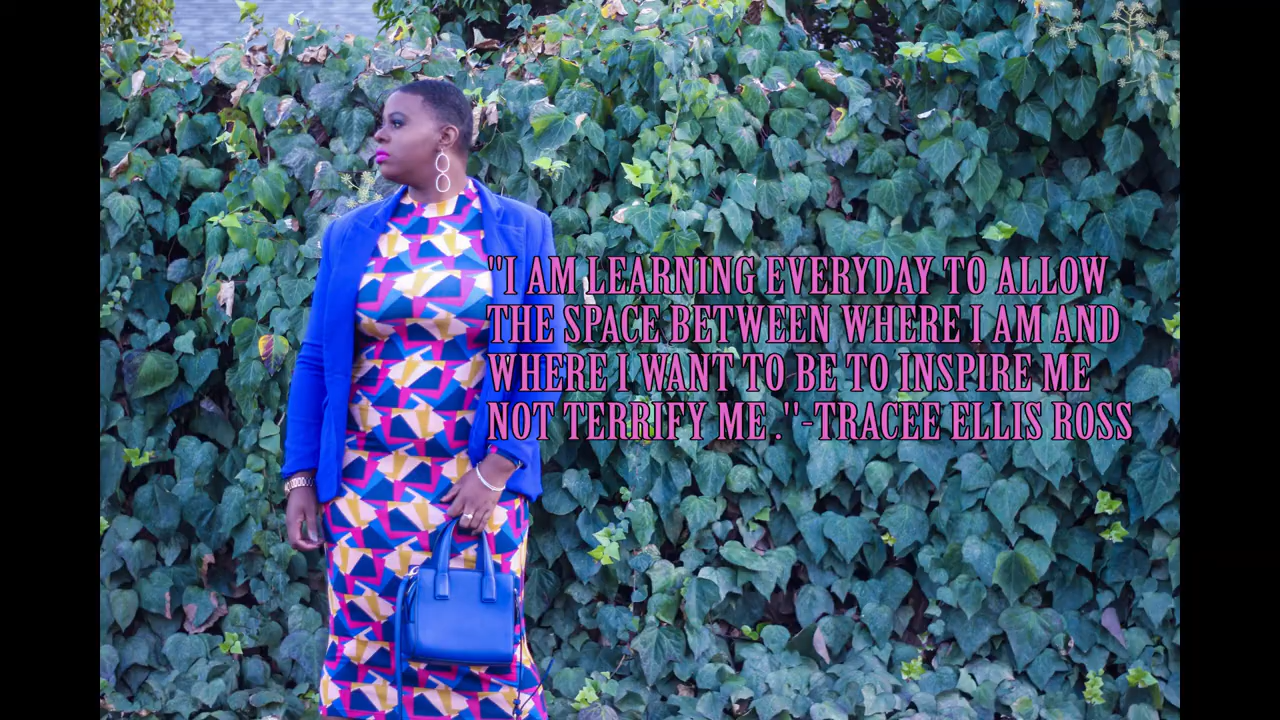 "I AM LEARNING EVERYDAY TO ALLOW
THE SPACE BETWEEN WHERE I AM AND
WHERE I WANT TO BE TO INSPIRE ME
NOT TERRIFY ME ."-TRACEE ELLIS ROSS